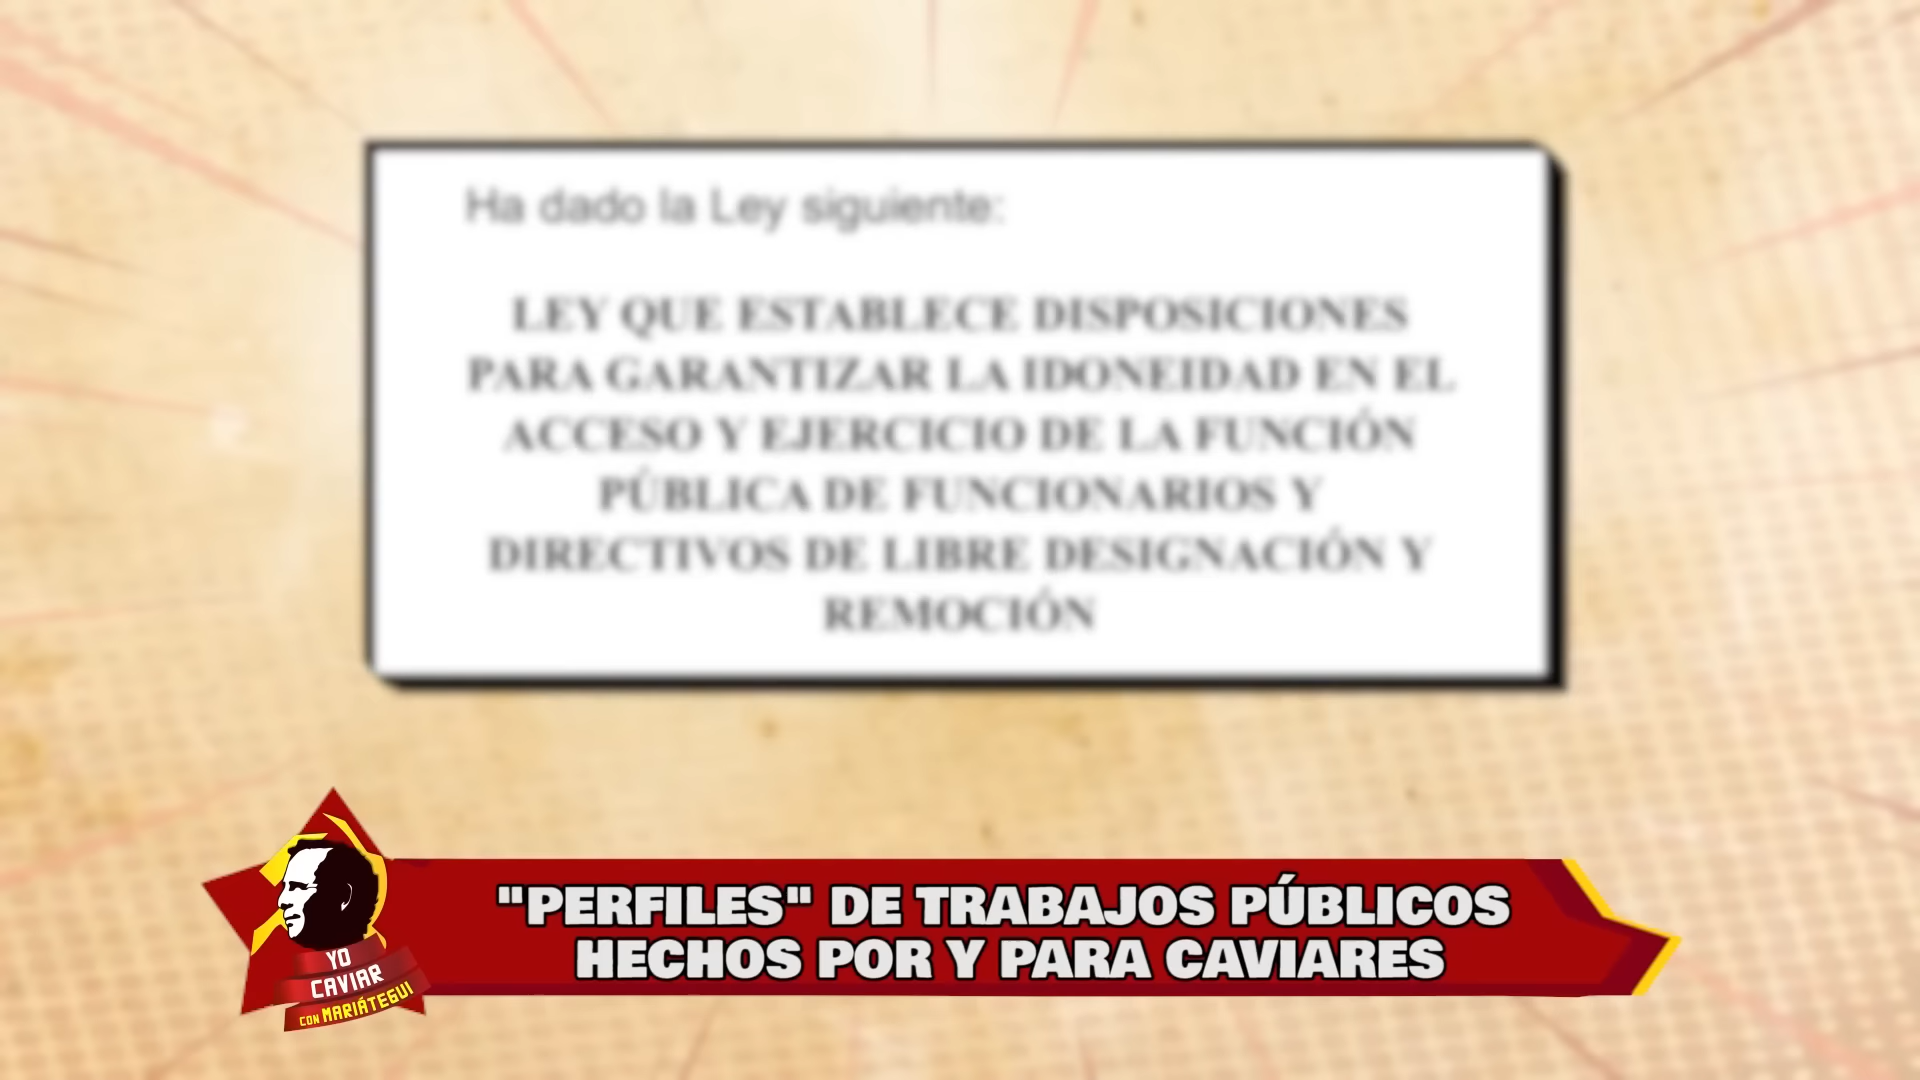 Ha dado la Ley siguiente:
LEY QUE ESTABLECE DISPOSICIONES
PARA GARANTIZAR LA IDONEIDAD EN EL
ACCESO Y EJERCICIO DE LA FUNCIÓN
PÚBLICA DE FUNCIONARIOS Y
DIRECTIVOS DE LIBRE DESIGNACIÓN Y
REMOCIÓN
"PERFILES" DE TRABAJOS PÚBLICOS
HECHOS POR Y PARA CAVIARES
YO
CAVIAR
CON MARIÁTEGUI